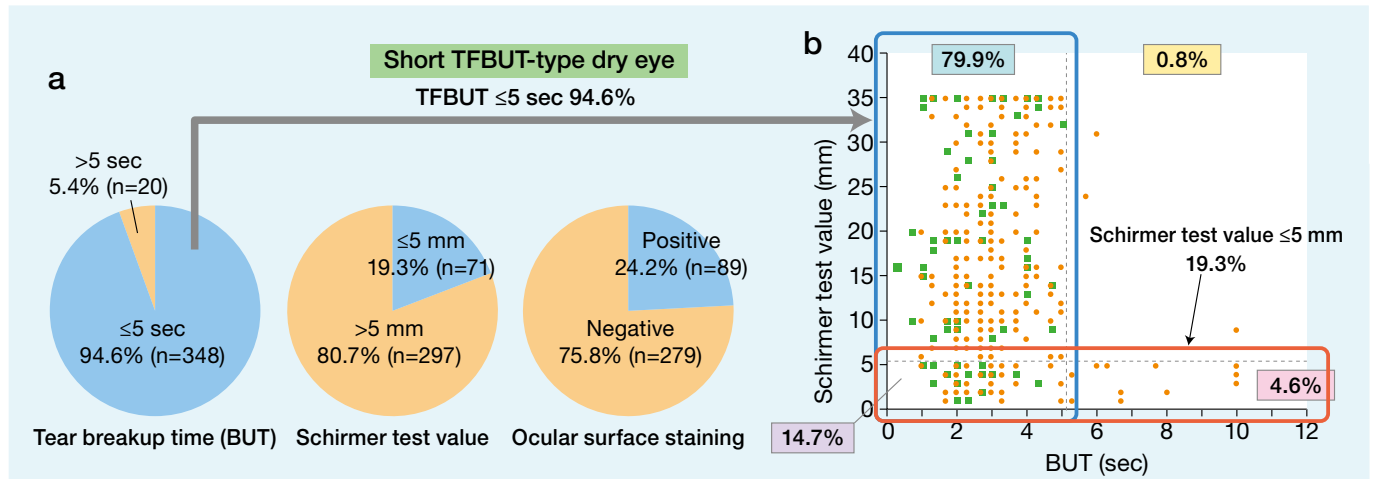 a
Short TFBUT-type dry eye
TFBUT ≤5 sec 94.6%
>5 sec
5.4% (n=20)
≤5 sec
94.6% (n=348)
Tear breakup time (BUT)
≤5 mm
19.3% (n=71)
>5 mm
80.7% (n=297)
Schirmer test value
Positive
24.2% (n=89)
Negative
75.8% (n=279)
Ocular surface staining
b
79.9%
0.8%
Schirmer test value (mm)
40
35
30
25
20
15
10
5
0
Schirmer test value ≤5 mm
19.3%
4.6%
14.7%
0
2
4
6
8
10
12
BUT (sec)